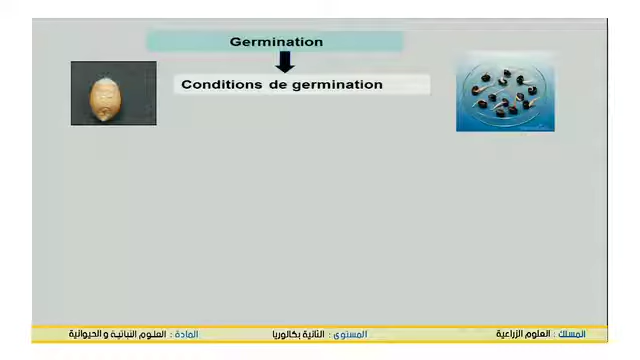 Germination
Conditions de germination
المسلك : العلوم الزراعية
المستوى : الثانية بكالوريا
المادة : العلوم النباتية و الحيوانية